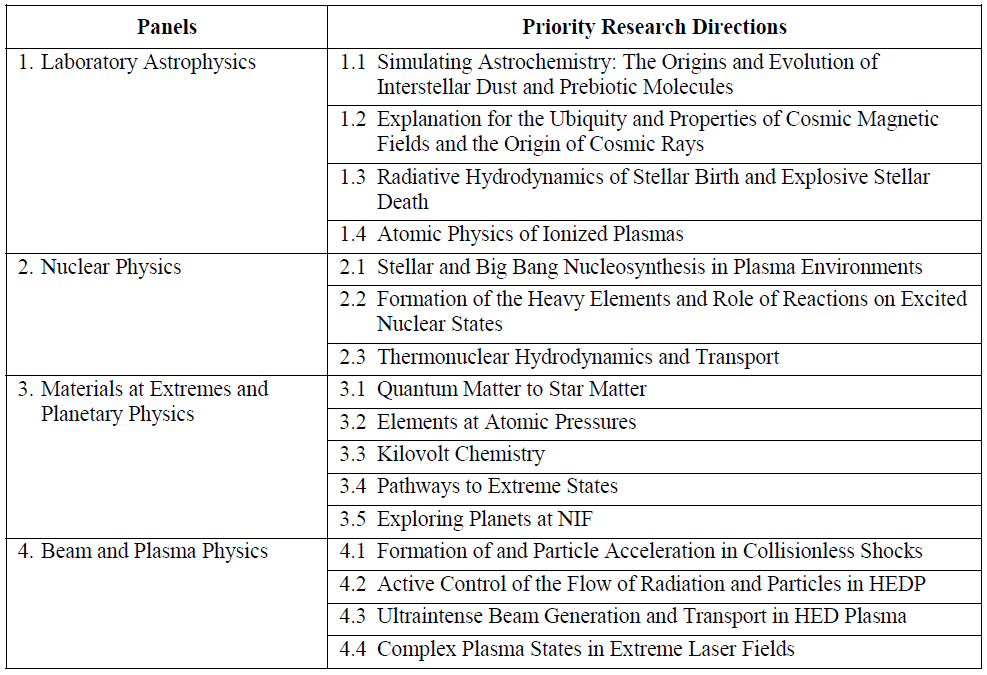 Panels
Priority Research Directions
1. Laboratory Astrophysics
1.1 Simulating Astrochemistry: The Origins and Evolution of
Interstellar Dust and Prebiotic Molecules
1.2 Explanation for the Ubiquity and Properties of Cosmic Magnetic
Fields and the Origin of Cosmic Rays
1.3 Radiative Hydrodynamics of Stellar Birth and Explosive Stellar
Death
1.4 Atomic Physics of Ionized Plasmas
2. Nuclear Physics
2.1 Stellar and Big Bang Nucleosynthesis in Plasma Environments
2.2 Formation of the Heavy Elements and Role of Reactions on Excited
Nuclear States
2.3 Thermonuclear Hydrodynamics and Transport
3. Materials at Extremes and
Planetary Physics
3.1 Quantum Matter to Star Matter
3.2 Elements at Atomic Pressures
3.3 Kilovolt Chemistry
3.4 Pathways to Extreme States
3.5 Exploring Planets at NIF
4. Beam and Plasma Physics
4.1 Formation of and Particle Acceleration in Collisionless Shocks
4.2 Active Control of the Flow of Radiation and Particles in HEDP
4.3 Ultraintense Beam Generation and Transport in HED Plasma
4.4 Complex Plasma States in Extreme Laser Fields